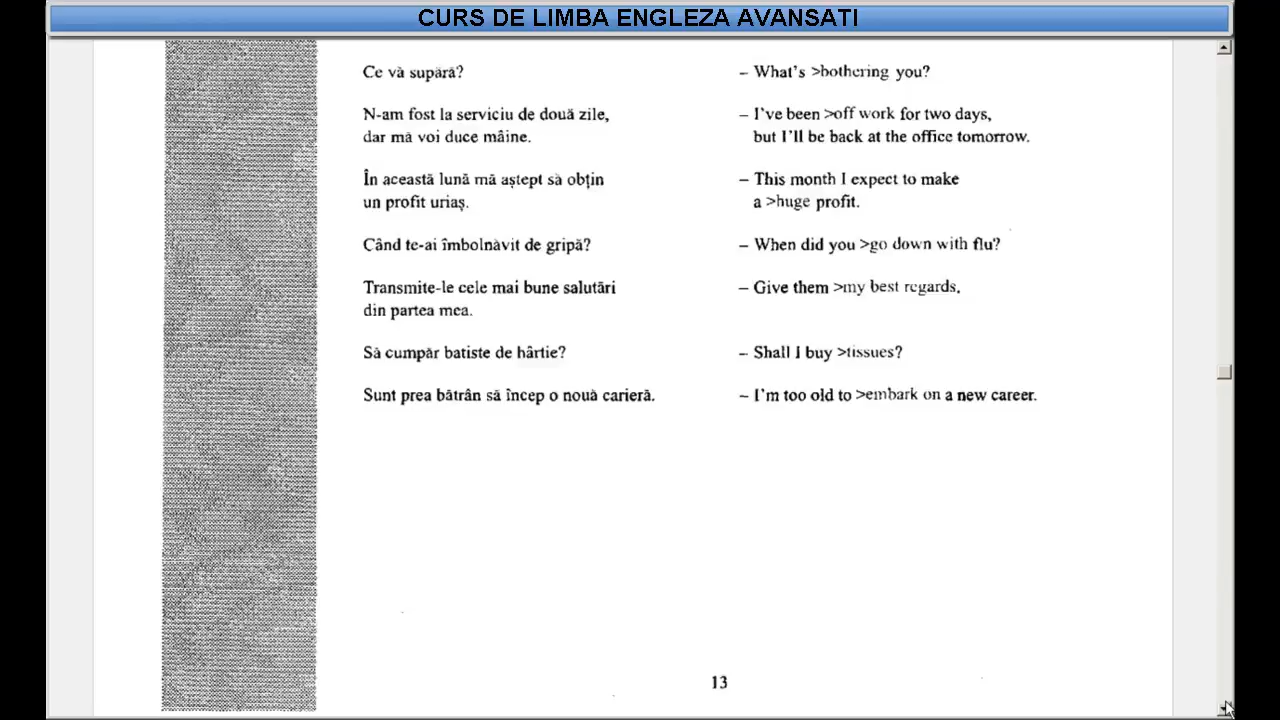 CURS DE LIMBA ENGLEZA AVANSATI
Ce vă supără?
– What's >bothering you?
N-am fost la serviciu de două zile,
dar mă voi duce mâine.
– I've been >off work for two days,
but I'll be back at the office tomorrow.
În această lună mă aştept să obţin
un profit uriaş.
– This month I expect to make
a >huge profit.
Când te-ai îmbolnăvit de gripă?
– When did you >go down with flu?
Transmite-le cele mai bune salutări
din partea mea.
– Give them >my best regards.
Să cumpăr batiste de hârtie?
– Shall I buy >tissues?
Sunt prea bătrân să încep o nouă carieră.
– I'm too old to >embark on a new career.
13